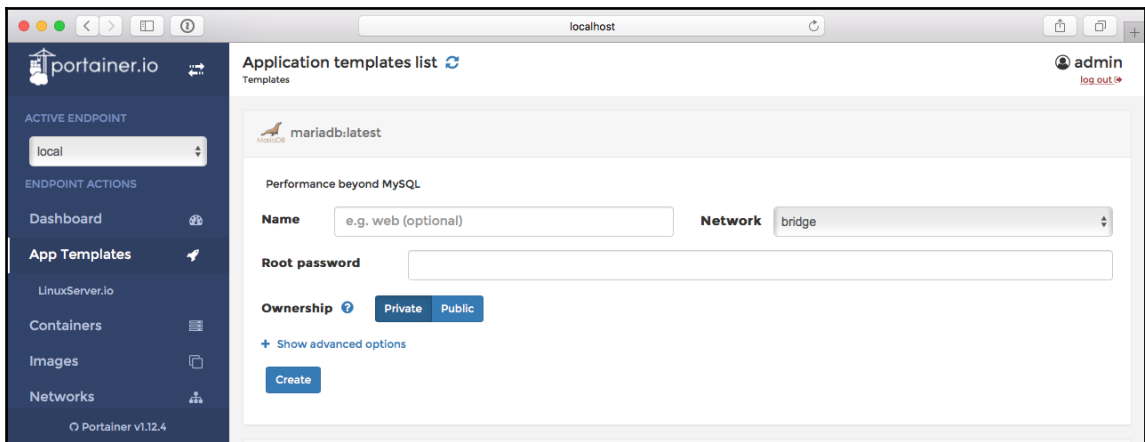 localhost
portainer.io
Application templates list
Templates
admin
log out
ACTIVE ENDPOINT
local
ENDPOINT ACTIONS
Dashboard
App Templates
LinuxServer.io
Containers
Images
Networks
Portainer v1.12.4
MariaDB
mariadb:latest
Performance beyond MySQL
Name
e.g. web (optional)
Network
bridge
Root password
Ownership
Private
Public
+ Show advanced options
Create